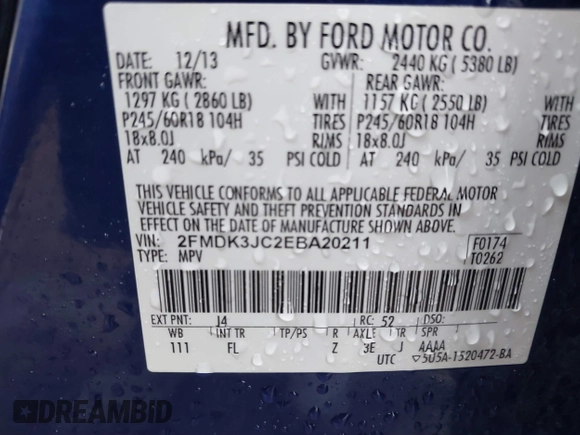 MFD. BY FORD MOTOR CO.
DATE: 12/13 GVWR: 2440 KG ( 5380 LB)
FRONT GAWR: REAR GAWR:
1297 KG ( 2860 LB) WITH 1157 KG ( 2550 LB) WITH
P245/60R18 104H TIRES P245/60R18 104H TIRES
18x8.0J RIMS 18x8.0J RIMS
AT 240 kPa/ 35 PSI COLD AT 240 kPa/ 35 PSI COLD
THIS VEHICLE CONFORMS TO ALL APPLICABLE FEDERAL MOTOR
VEHICLE SAFETY AND THEFT PREVENTION STANDARDS IN
EFFECT ON THE DATE OF MANUFACTURE SHOWN ABOVE.
VIN: 2FMDK3JC2EBA20211 F0174
TYPE: MPV T0262
EXT PNT: J4 RC: 52 DSO:
WB INT TR TP/PS R AXLE TR SPR
111 FL Z 3E J AAAA
UTC ▽5U5A-1520472-BA
DREAMBID